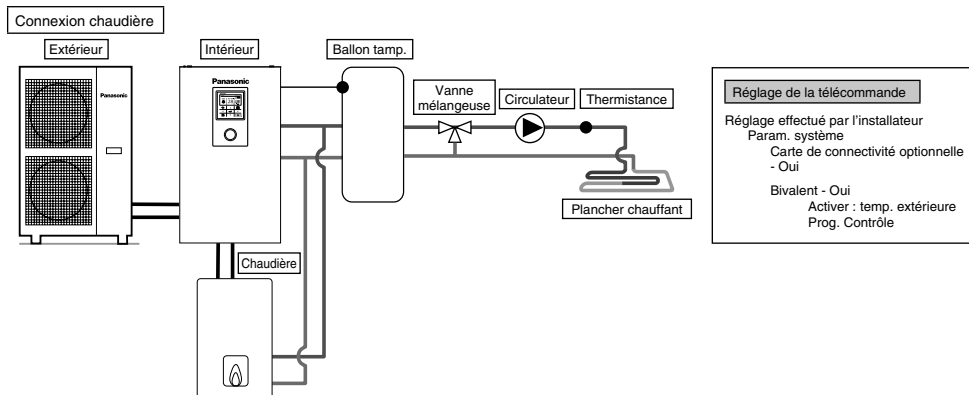 Connexion chaudière
Extérieur
Intérieur
Ballon tamp.
Panasonic
Panasonic
Vanne
mélangeuse
Circulateur
Thermistance
Plancher chauffant
Chaudière
Réglage de la télécommande
Réglage effectué par l'installateur
Param. système
Carte de connectivité optionnelle
- Oui
Bivalent - Oui
Activer : temp. extérieure
Prog. Contrôle